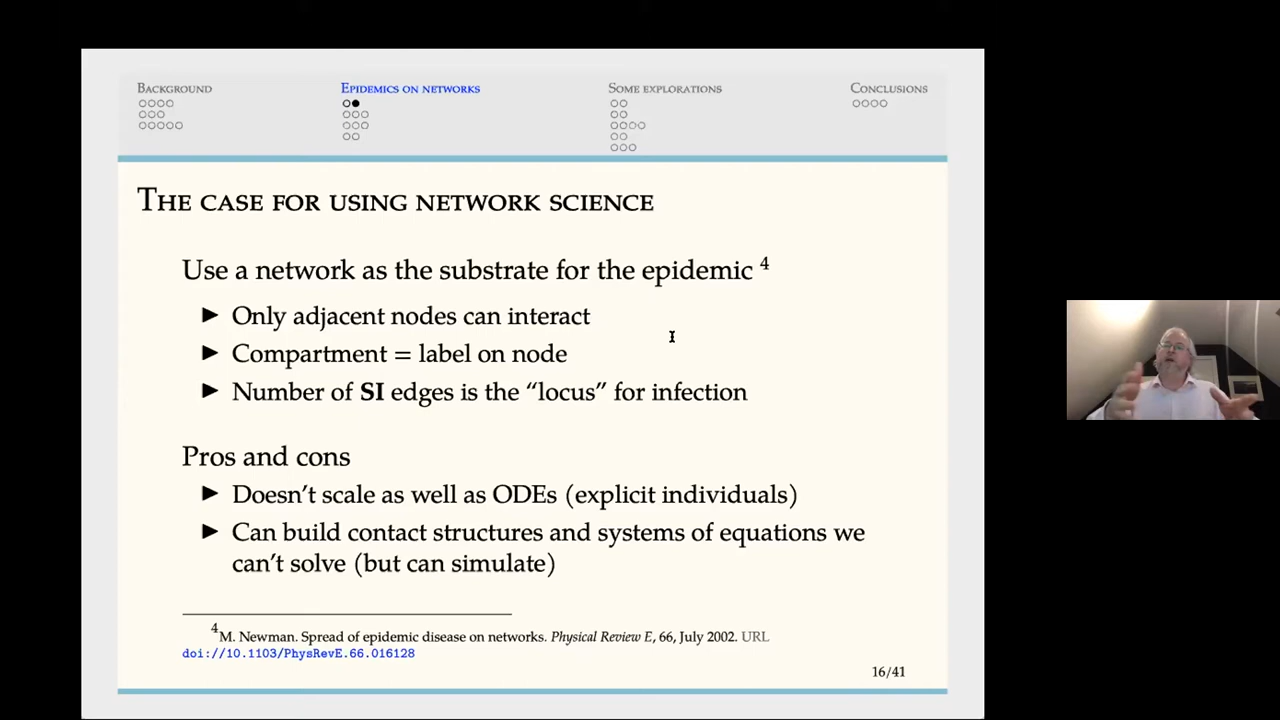 BACKGROUND EPIDEMICS ON NETWORKS SOME EXPLORATIONS CONCLUSIONS
THE CASE FOR USING NETWORK SCIENCE
Use a network as the substrate for the epidemic 4
► Only adjacent nodes can interact
► Compartment = label on node
► Number of SI edges is the “locus” for infection
Pros and cons
► Doesn’t scale as well as ODEs (explicit individuals)
► Can build contact structures and systems of equations we
can’t solve (but can simulate)
4M. Newman. Spread of epidemic disease on networks. Physical Review E, 66, July 2002. URL
doi://10.1103/PhysRevE.66.016128
16/41